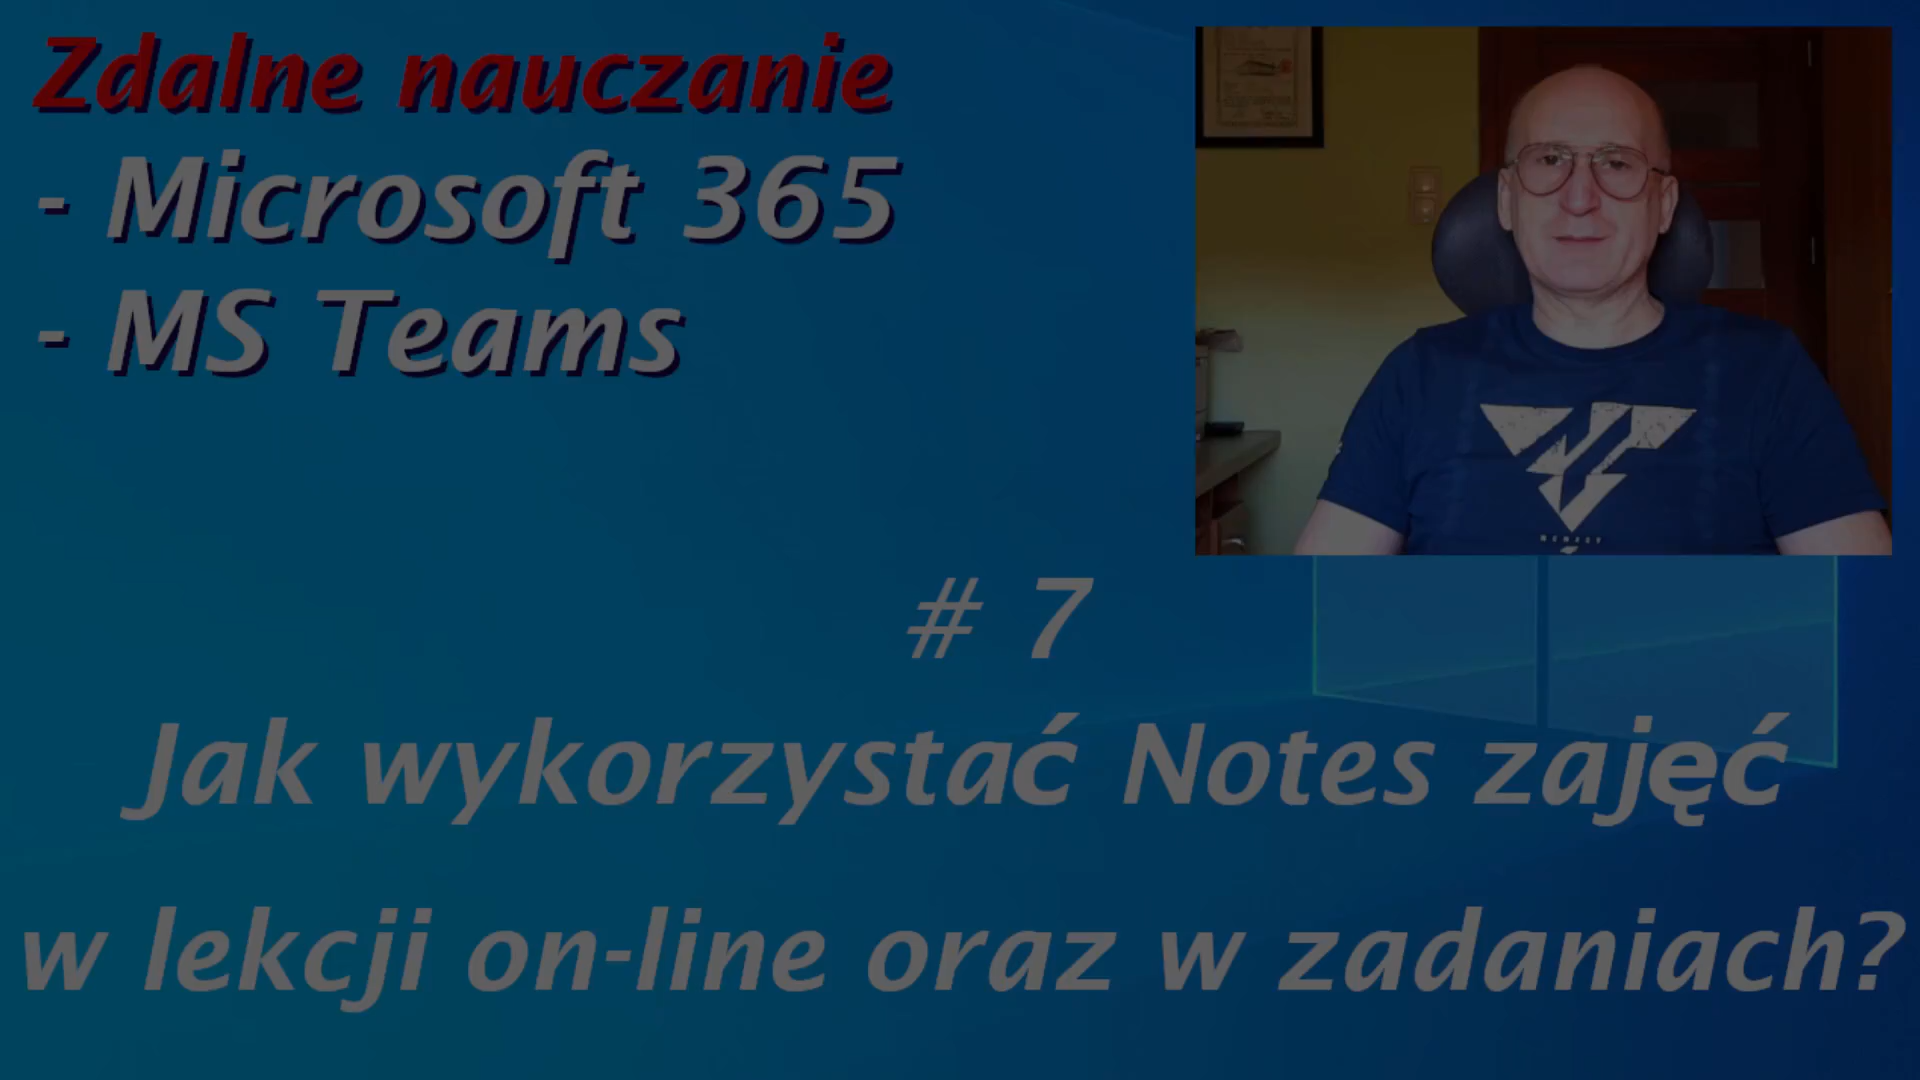 Zdalne nauczanie
- Microsoft 365
- MS Teams
# 7
Jak wykorzystać Notes zajęć
w lekcji on-line oraz w zadaniach?